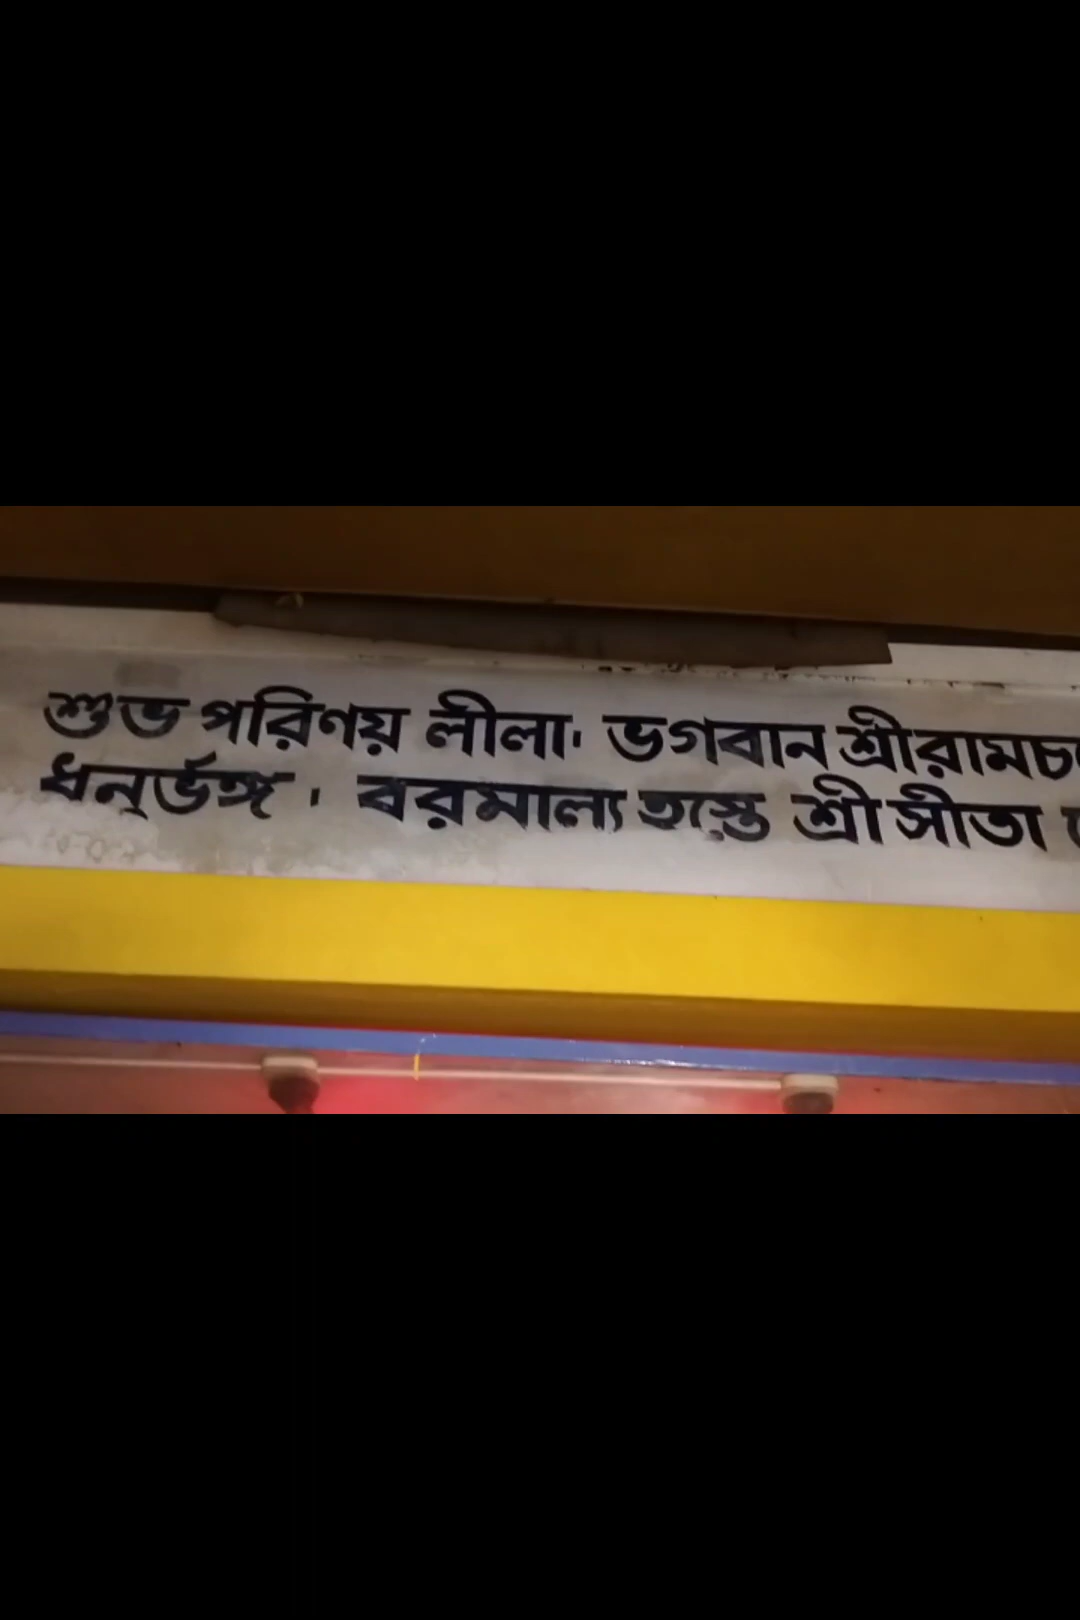 শুভ পরিণয় লীলা। ভগবান শ্রীরামচ
ধনুর্ভঙ্গ। বরমাল্য হস্তে শ্রী সীতা